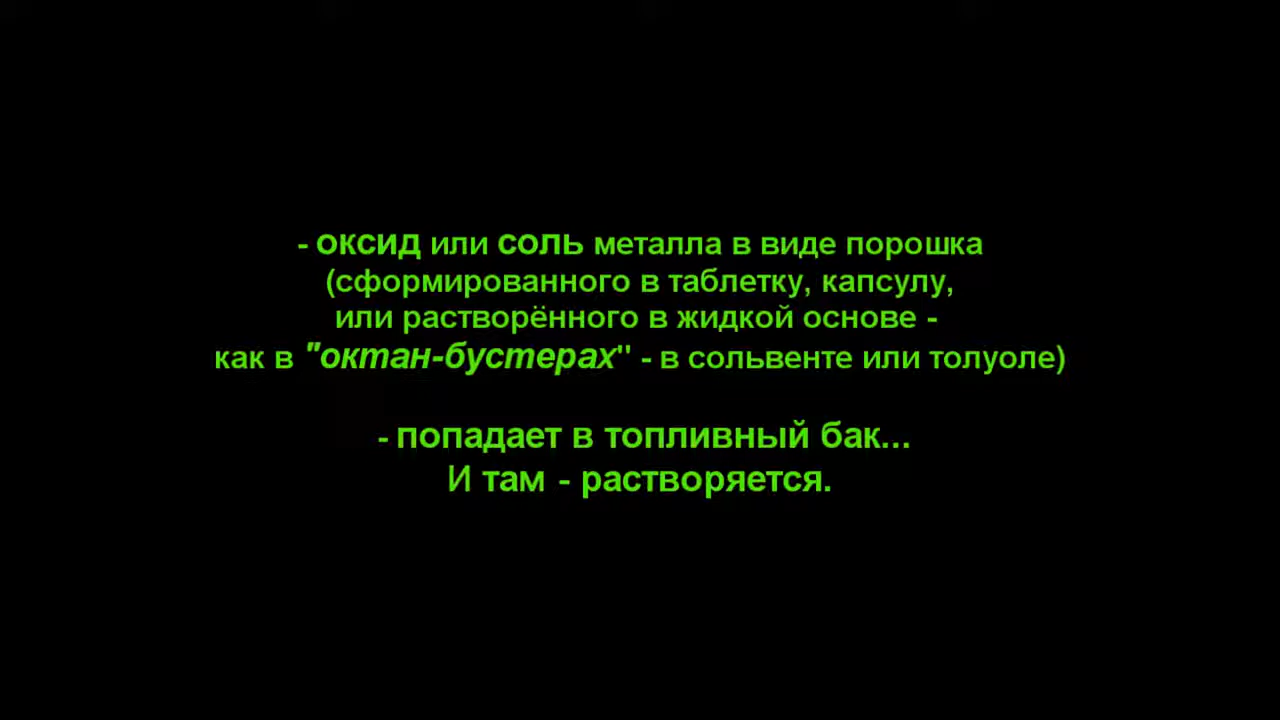 - оксид или соль металла в виде порошка
(сформированного в таблетку, капсулу,
или растворённого в жидкой основе -
как в "октан-бустерах" - в сольвенте или толуоле)
- попадает в топливный бак...
И там - растворяется.